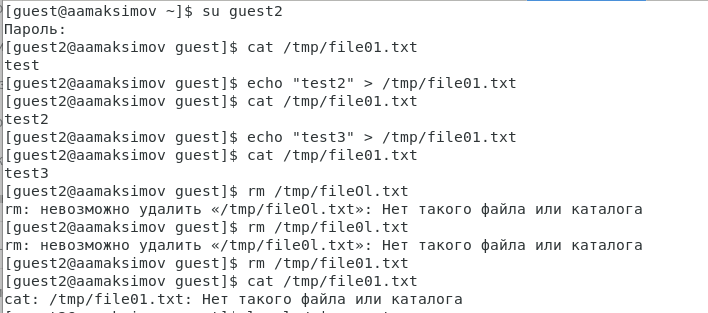 [guest@aamaksimov ~]$ su guest2
Пароль:
[guest2@aamaksimov guest]$ cat /tmp/file01.txt
test
[guest2@aamaksimov guest]$ echo "test2" > /tmp/file01.txt
[guest2@aamaksimov guest]$ cat /tmp/file01.txt
test2
[guest2@aamaksimov guest]$ echo "test3" > /tmp/file01.txt
[guest2@aamaksimov guest]$ cat /tmp/file01.txt
test3
[guest2@aamaksimov guest]$ rm /tmp/fileOl.txt
rm: невозможно удалить «/tmp/fileOl.txt»: Нет такого файла или каталога
[guest2@aamaksimov guest]$ rm /tmp/file0l.txt
rm: невозможно удалить «/tmp/file0l.txt»: Нет такого файла или каталога
[guest2@aamaksimov guest]$ rm /tmp/file01.txt
[guest2@aamaksimov guest]$ cat /tmp/file01.txt
cat: /tmp/file01.txt: Нет такого файла или каталога